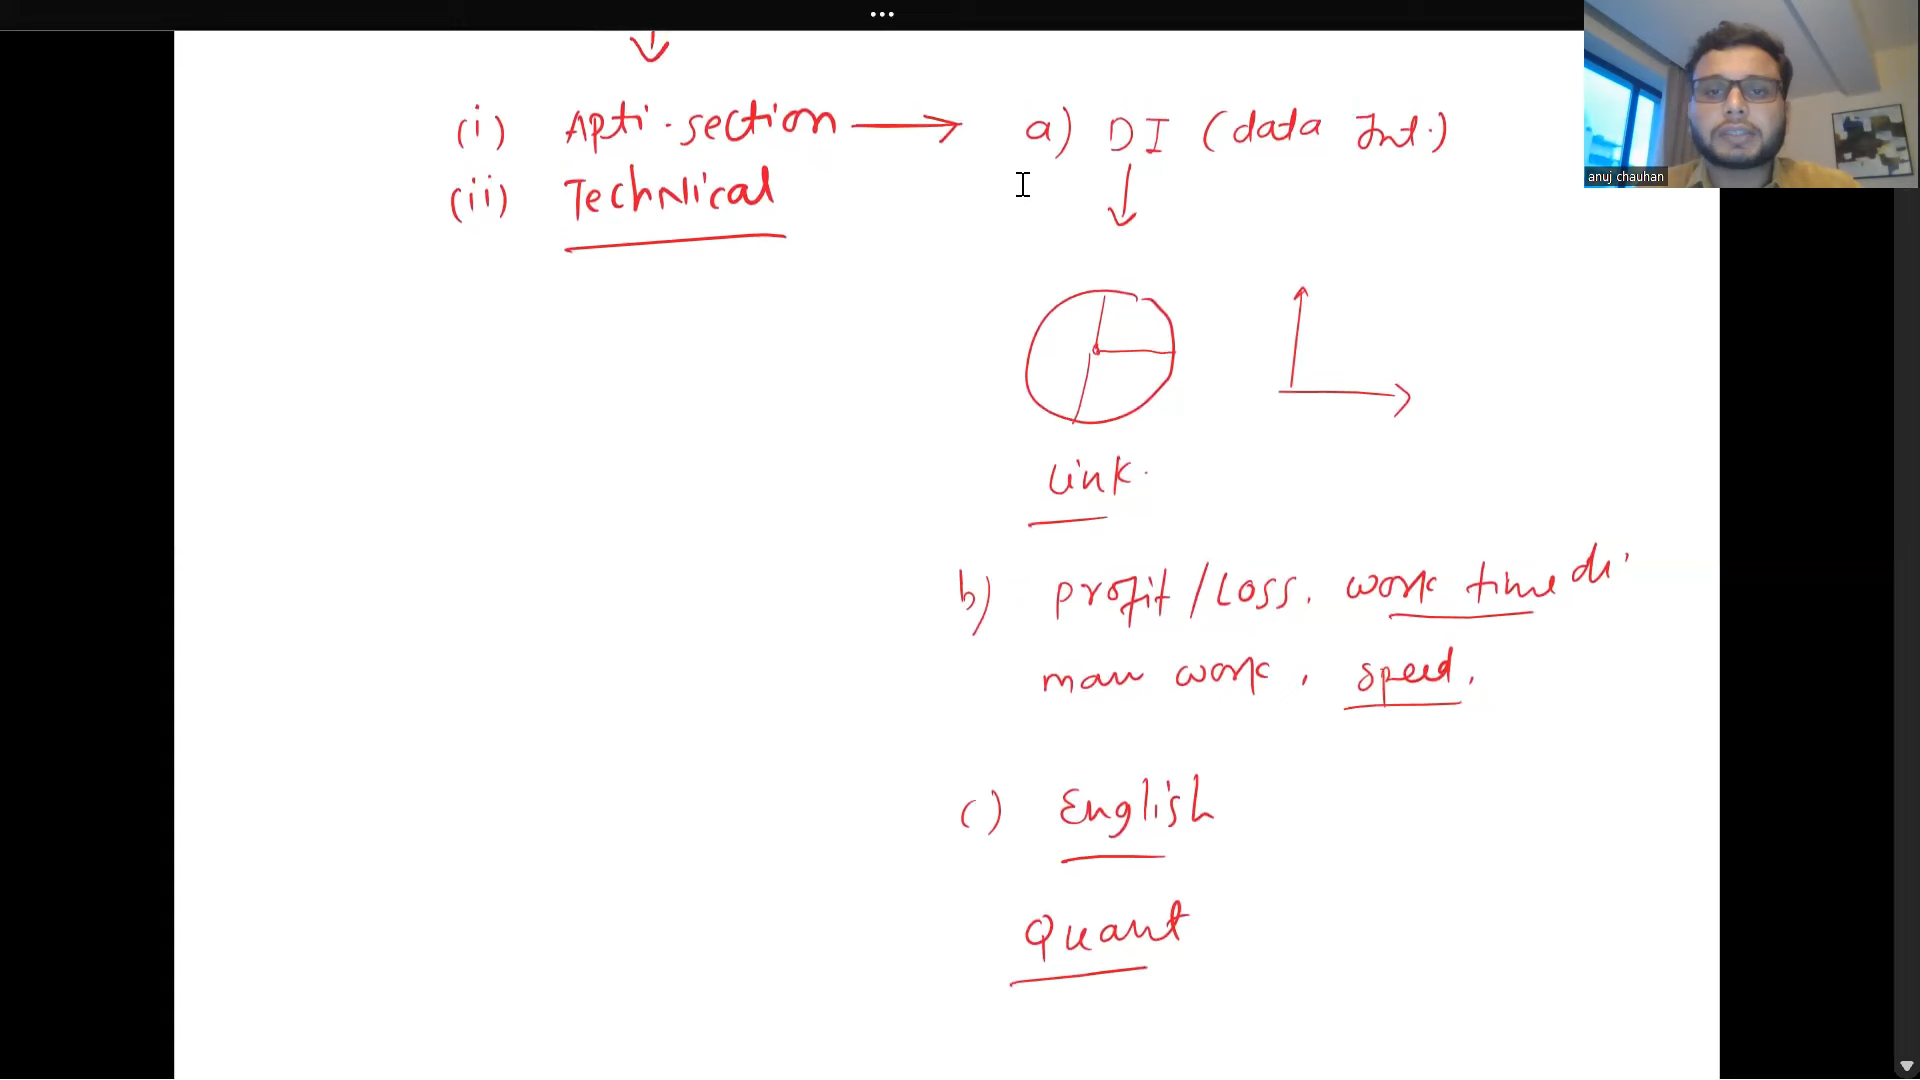 (i) Apti-section → a) DI (data Int.)
(ii) Technical
Link.
b) profit/Loss. work time di
man work, speed,
c) English
Quant
anuj chauhan